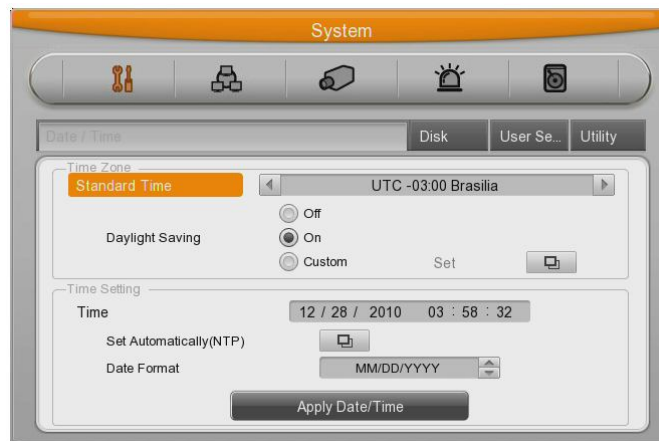 System
Date / Time
Disk
User Se...
Utility
Time Zone
Standard Time
UTC -03:00 Brasilia
Daylight Saving
Off
On
Custom
Set
Time Setting
Time
12 / 28 / 2010 03 : 58 : 32
Set Automatically(NTP)
Date Format
MM/DD/YYYY
Apply Date/Time